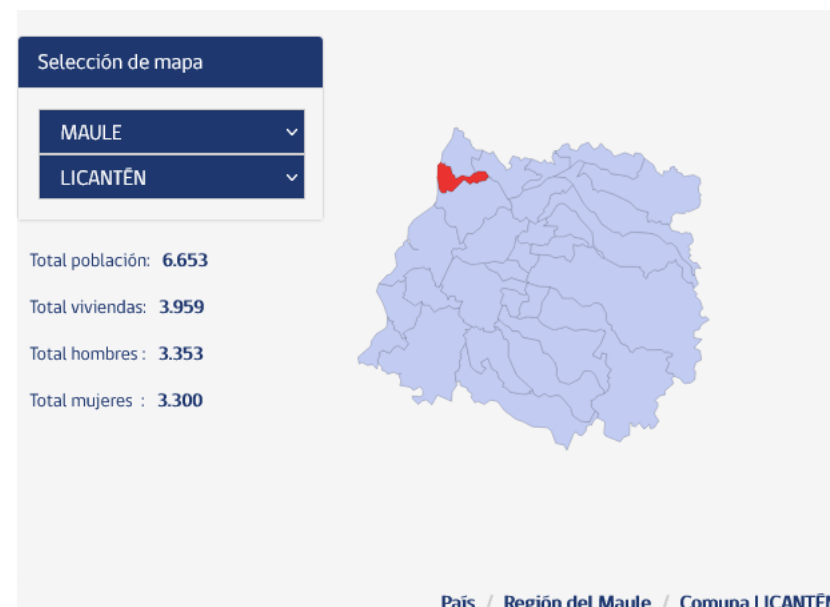 Selección de mapa
MAULE
LICANTÉN
Total población: 6.653
Total viviendas: 3.959
Total hombres : 3.353
Total mujeres : 3.300
País / Región del Maule / Comuna LICANTÉN